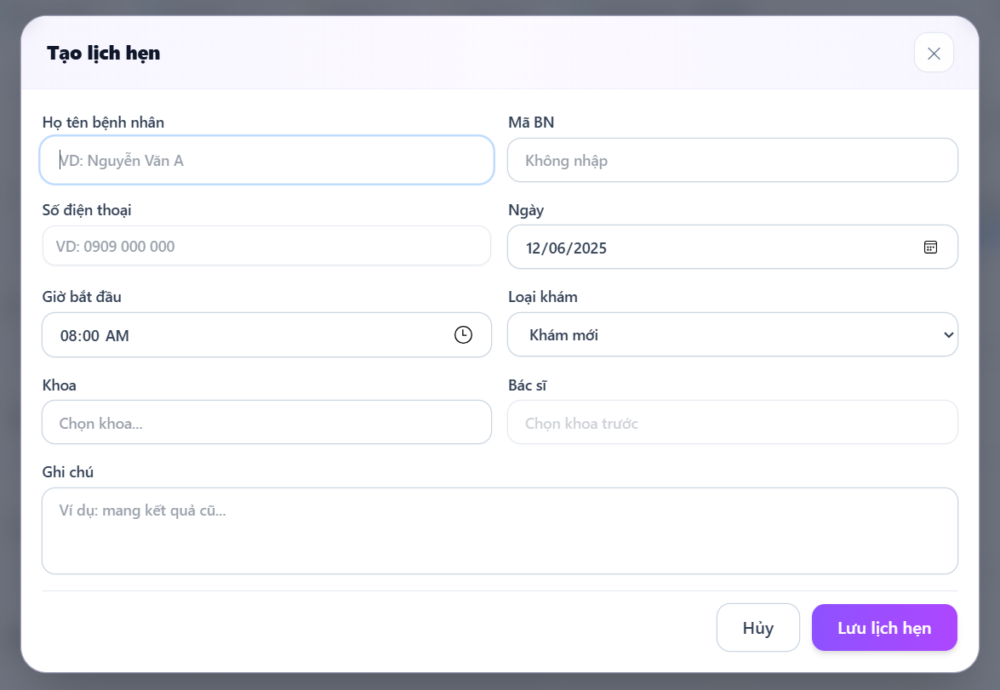 Tạo lịch hẹn
Họ tên bệnh nhân
Mã BN
VD: Nguyễn Văn A
Không nhập
Số điện thoại
Ngày
VD: 0909 000 000
12/06/2025
Giờ bắt đầu
Loại khám
08:00 AM
Khám mới
Khoa
Bác sĩ
Chọn khoa...
Chọn khoa trước
Ghi chú
Ví dụ: mang kết quả cũ...
Hủy
Lưu lịch hẹn